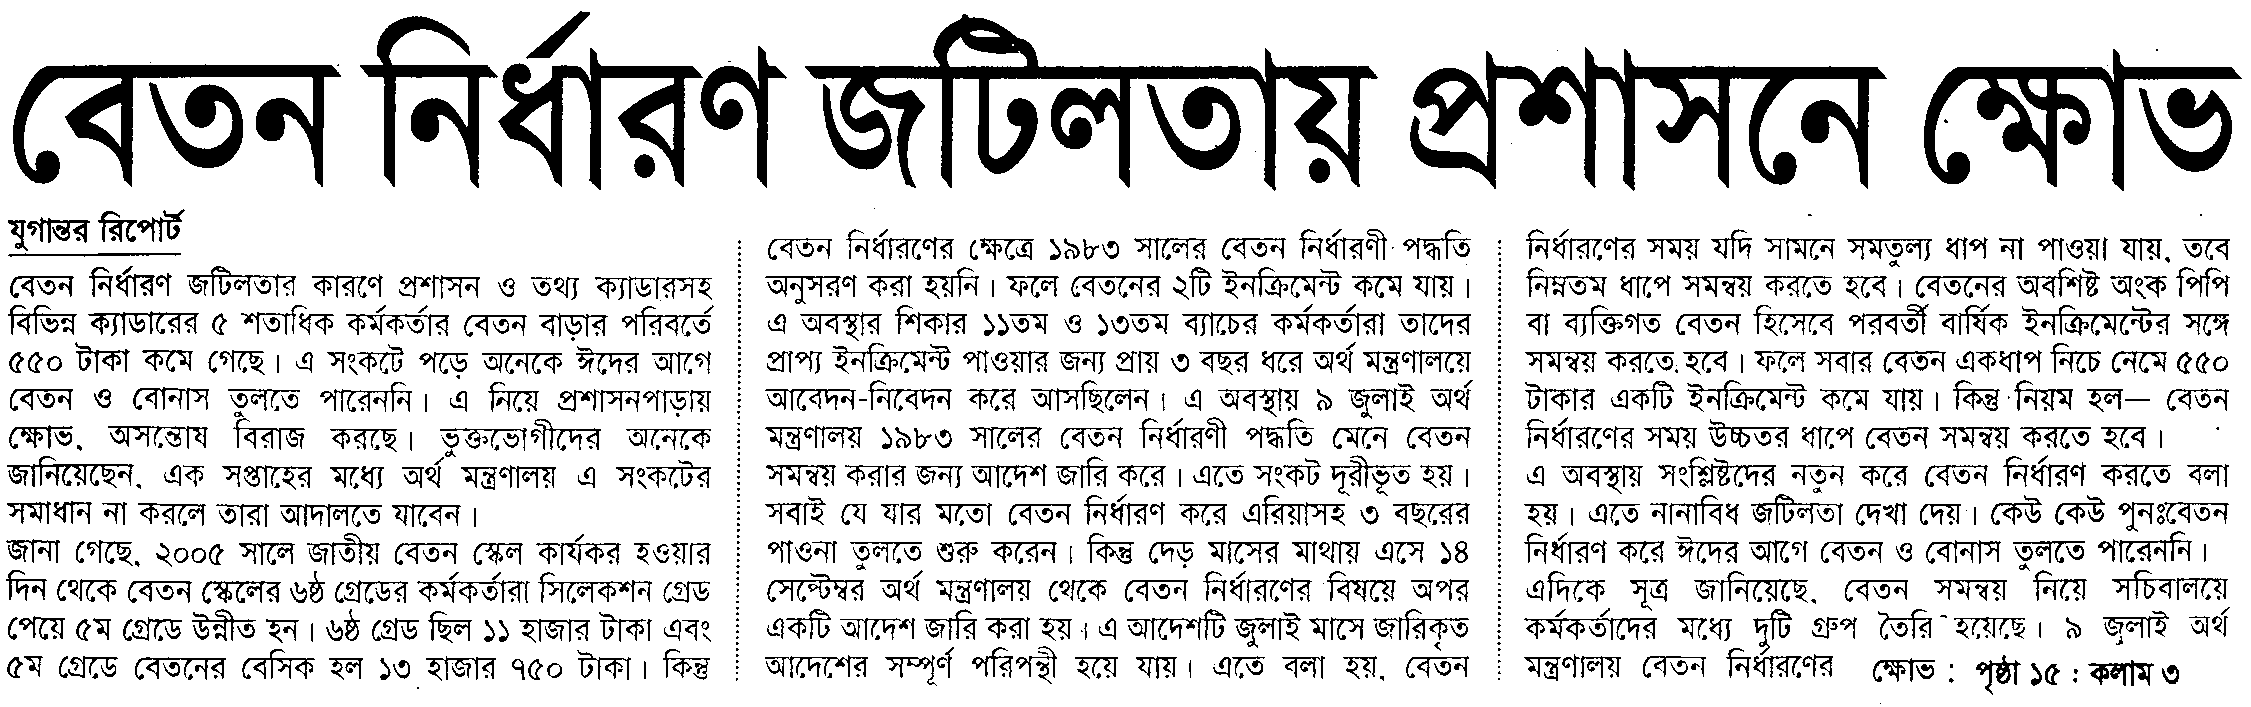 বেতন নির্ধারণ জটিলতায় প্রশাসনে ক্ষোভ
যুগান্তর রিপোর্ট
বেতন নির্ধারণ জটিলতার কারণে প্রশাসন ও তথ্য ক্যাডারসহ
বিভিন্ন ক্যাডারের ৫ শতাধিক কর্মকর্তার বেতন বাড়ার পরিবর্তে
৫৫০ টাকা কমে গেছে। এ সংকটে পড়ে অনেকে ঈদের আগে
বেতন ও বোনাস তুলতে পারেননি। এ নিয়ে প্রশাসনপাড়ায়
ক্ষোভ, অসন্তোষ বিরাজ করছে। ভুক্তভোগীদের অনেকে
জানিয়েছেন, এক সপ্তাহের মধ্যে অর্থ মন্ত্রণালয় এ সংকটের
সমাধান না করলে তারা আদালতে যাবেন।
জানা গেছে, ২০০৫ সালে জাতীয় বেতন স্কেল কার্যকর হওয়ার
দিন থেকে বেতন স্কেলের ৬ষ্ঠ গ্রেডের কর্মকর্তারা সিলেকশন গ্রেড
পেয়ে ৫ম গ্রেডে উন্নীত হন। ৬ষ্ঠ গ্রেড ছিল ১১ হাজার টাকা এবং
৫ম গ্রেডে বেতনের বেসিক হল ১৩ হাজার ৭৫০ টাকা। কিন্তু
বেতন নির্ধারণের ক্ষেত্রে ১৯৮৩ সালের বেতন নির্ধারণী পদ্ধতি
অনুসরণ করা হয়নি। ফলে বেতনের ২টি ইনক্রিমেন্ট কমে যায়।
এ অবস্থার শিকার ১১তম ও ১৩তম ব্যাচের কর্মকর্তারা তাদের
প্রাপ্য ইনক্রিমেন্ট পাওয়ার জন্য প্রায় ৩ বছর ধরে অর্থ মন্ত্রণালয়ে
আবেদন-নিবেদন করে আসছিলেন। এ অবস্থায় ৯ জুলাই অর্থ
মন্ত্রণালয় ১৯৮৩ সালের বেতন নির্ধারণী পদ্ধতি মেনে বেতন
সমন্বয় করার জন্য আদেশ জারি করে। এতে সংকট দূরীভূত হয়।
সবাই যে যার মতো বেতন নির্ধারণ করে এরিয়াসহ ৩ বছরের
পাওনা তুলতে শুরু করেন। কিন্তু দেড় মাসের মাথায় এসে ১৪
সেপ্টেম্বর অর্থ মন্ত্রণালয় থেকে বেতন নির্ধারণের বিষয়ে অপর
একটি আদেশ জারি করা হয়। এ আদেশটি জুলাই মাসে জারিকৃত
আদেশের সম্পূর্ণ পরিপন্থী হয়ে যায়। এতে বলা হয়, বেতন
নির্ধারণের সময় যদি সামনে সমতুল্য ধাপ না পাওয়া যায়, তবে
নিম্নতম ধাপে সমন্বয় করতে হবে। বেতনের অবশিষ্ট অংক পিপি
বা ব্যক্তিগত বেতন হিসেবে পরবর্তী বার্ষিক ইনক্রিমেন্টের সঙ্গে
সমন্বয় করতে হবে। ফলে সবার বেতন একধাপ নিচে নেমে ৫৫০
টাকার একটি ইনক্রিমেন্ট কমে যায়। কিন্তু নিয়ম হল— বেতন
নির্ধারণের সময় উচ্চতর ধাপে বেতন সমন্বয় করতে হবে।
এ অবস্থায় সংশ্লিষ্টদের নতুন করে বেতন নির্ধারণ করতে বলা
হয়। এতে নানাবিধ জটিলতা দেখা দেয়। কেউ কেউ পুনঃবেতন
নির্ধারণ করে ঈদের আগে বেতন ও বোনাস তুলতে পারেননি।
এদিকে সূত্র জানিয়েছে, বেতন সমন্বয় নিয়ে সচিবালয়ে
কর্মকর্তাদের মধ্যে দুটি গ্রুপ তৈরি হয়েছে। ৯ জুলাই অর্থ
মন্ত্রণালয় বেতন নির্ধারণের ক্ষোভ : পৃষ্ঠা ১৫ : কলাম ৩